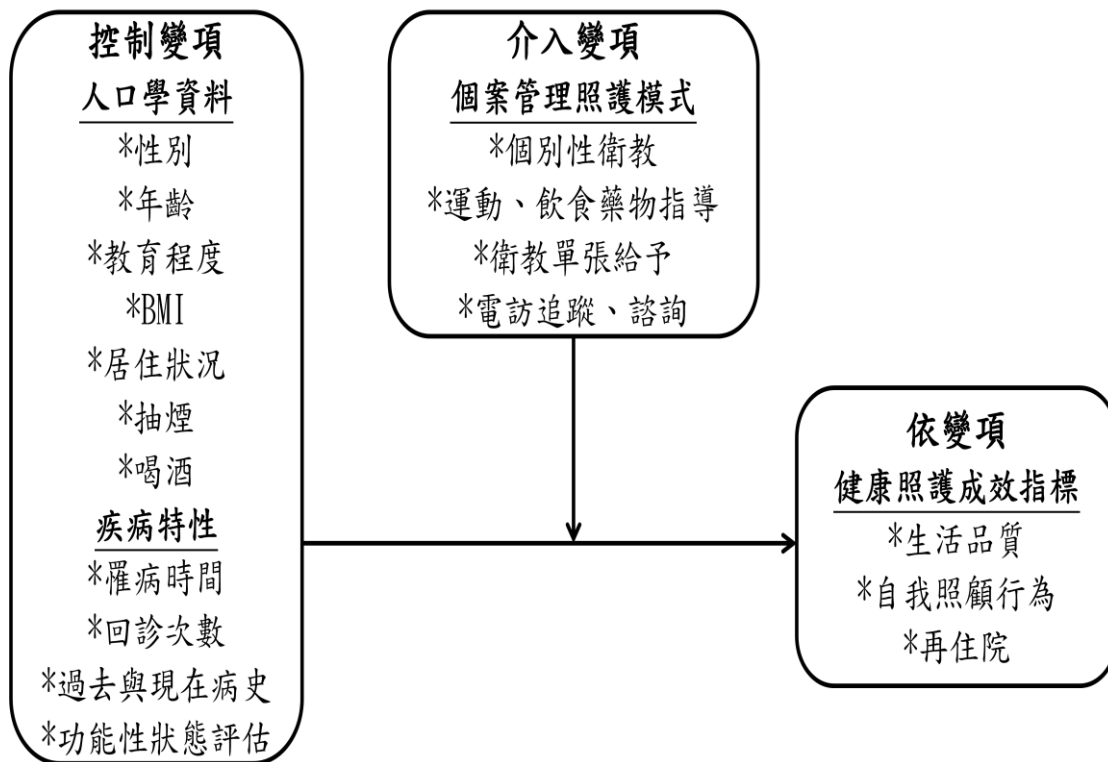 控制變項
人口學資料
*性別
*年齡
*教育程度
*BMI
*居住狀況
*抽煙
*喝酒
疾病特性
*罹病時間
*回診次數
*過去與現在病史
*功能性狀態評估
介入變項
個案管理照護模式
*個別性衛教
*運動、飲食藥物指導
*衛教單張給予
*電訪追蹤、諮詢
依變項
健康照護成效指標
*生活品質
*自我照顧行為
*再住院